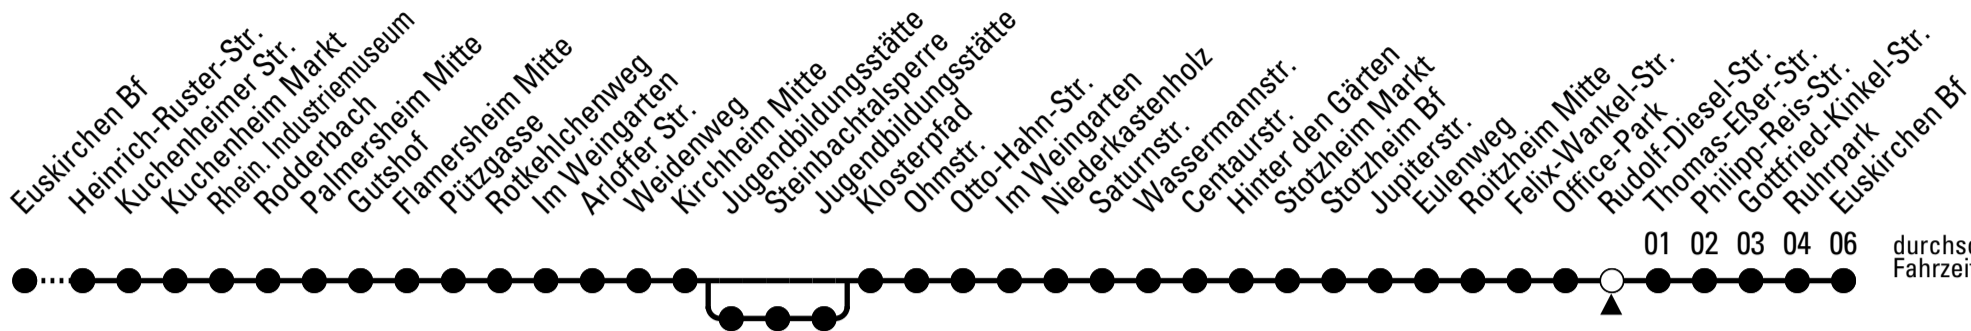 Euskirchen Bf
Heinrich-Ruster-Str.
Kuchenheimer Str.
Kuchenheim Markt
Rhein. Industriemuseum
Rodderbach
Palmersheim Mitte
Gutshof
Flamersheim Mitte
Pützgasse
Rotkehlchenweg
Im Weingarten
Arloffer Str.
Weidenweg
Kirchheim Mitte
Jugendbildungsstätte
Steinbachtalsperre
Jugendbildungsstätte
Klosterpfad
Ohmstr.
Otto-Hahn-Str.
Im Weingarten
Niederkastenholz
Saturnstr.
Wassermannstr.
Centaurstr.
Hinter den Gärten
Stotzheim Markt
Stotzheim Bf
Jupiterstr.
Eulenweg
Roitzheim Mitte
Felix-Wankel-Str.
Office-Park
Rudolf-Diesel-Str.
Thomas-Eßer-Str.
Philipp-Reis-Str.
Gottfried-Kinkel-Str.
Ruhrpark
Euskirchen Bf
01 02 03 04 06